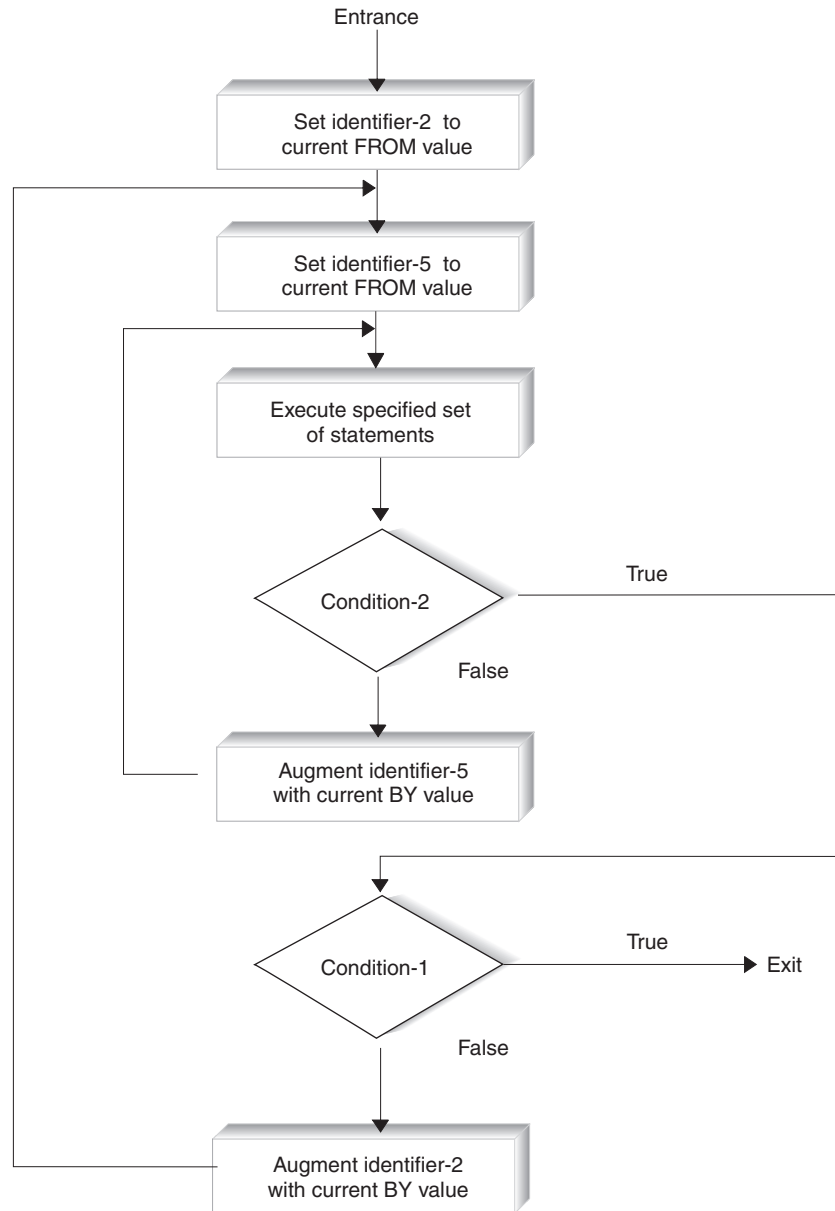 Entrance
Set identifier-2 to
current FROM value
Set identifier-5 to
current FROM value
Execute specified set
of statements
Condition-2
True
False
Augment identifier-5
with current BY value
Condition-1
True
Exit
False
Augment identifier-2
with current BY value